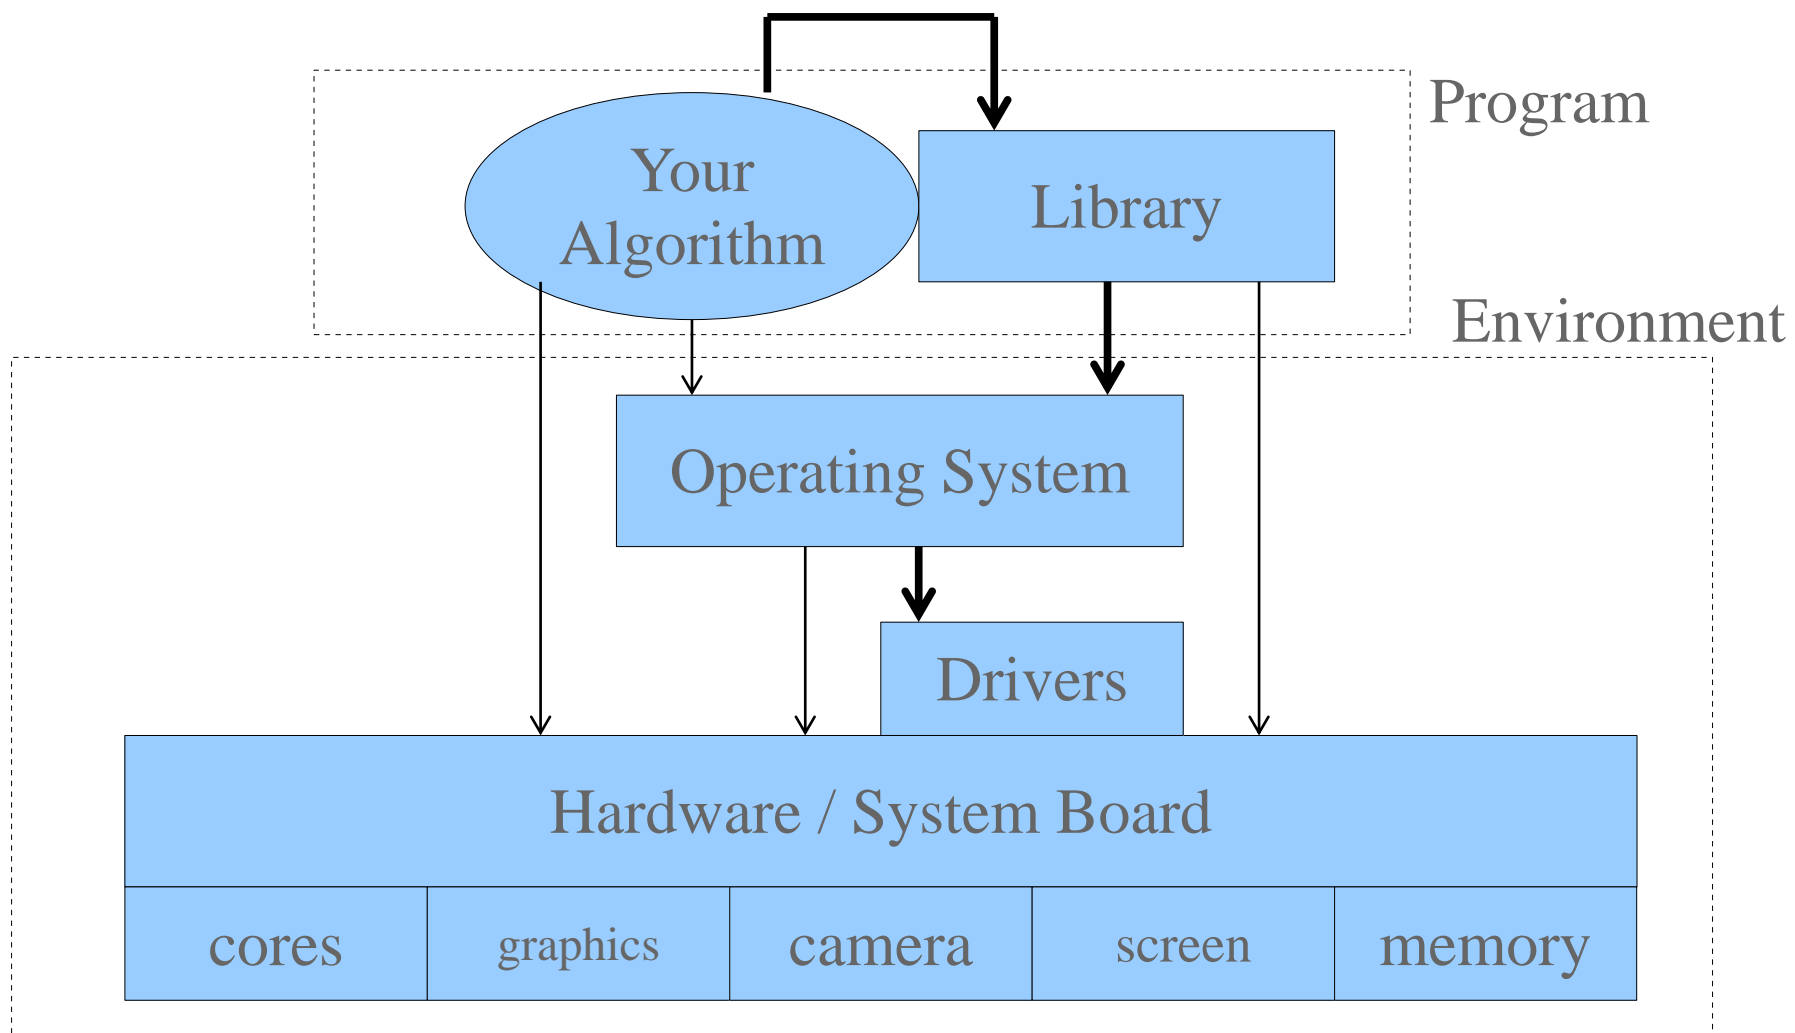 Program
Your
Algorithm
Library
Environment
Operating System
Drivers
Hardware / System Board
cores
graphics
camera
screen
memory